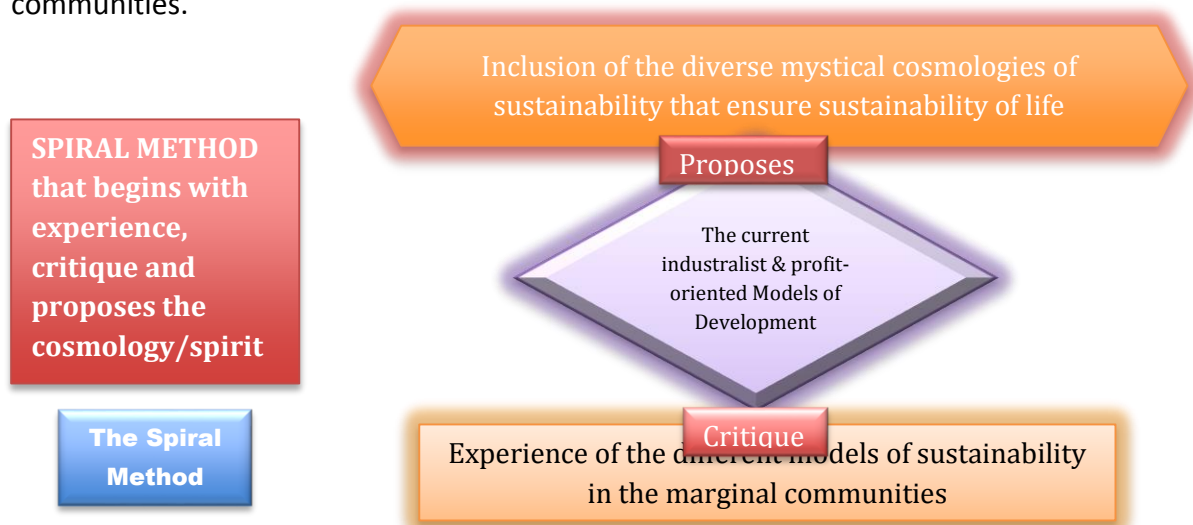 communities.
Inclusion of the diverse mystical cosmologies of
sustainability that ensure sustainability of life
SPIRAL METHOD
that begins with
experience,
critique and
proposes the
cosmology/spirit
Proposes
The current
industralist & profit-
oriented Models of
Development
The Spiral
Method
Critique
Experience of the different models of sustainability
in the marginal communities